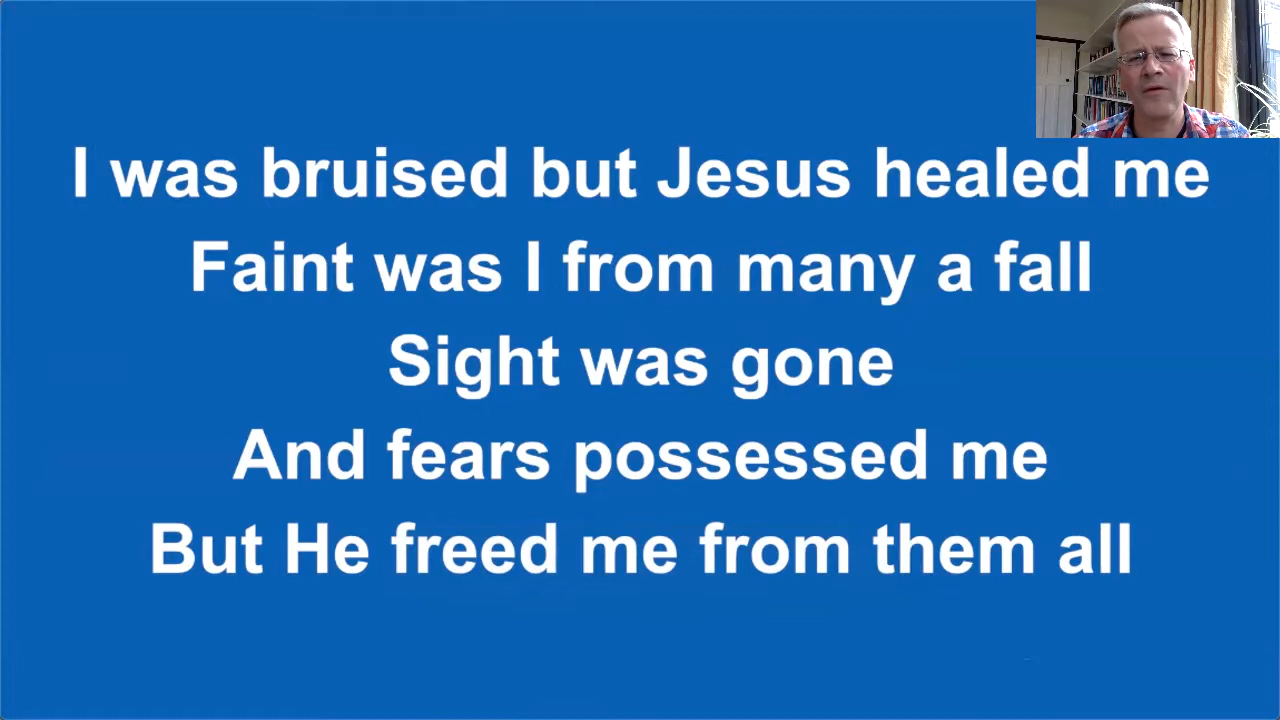 I was bruised but Jesus healed me
Faint was I from many a fall
Sight was gone
And fears possessed me
But He freed me from them all